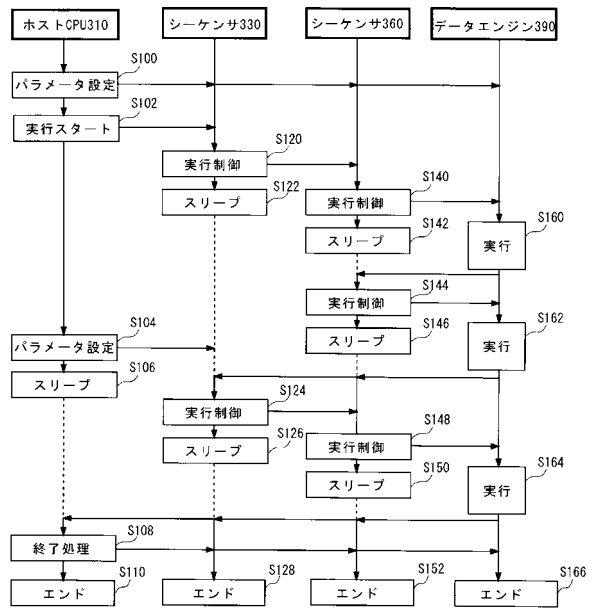 ホストCPU310 シーケンサ330 シーケンサ360 データエンジン390
S100
パラメータ設定
S102
実行スタート
S120
実行制御
S122
スリープ
S140
実行制御
S142
スリープ
S160
実行
S144
実行制御
S146
スリープ
S162
実行
S104
パラメータ設定
S106
スリープ
S124
実行制御
S126
スリープ
S148
実行制御
S150
スリープ
S164
実行
S108
終了処理
S110
エンド
S128
エンド
S152
エンド
S166
エンド